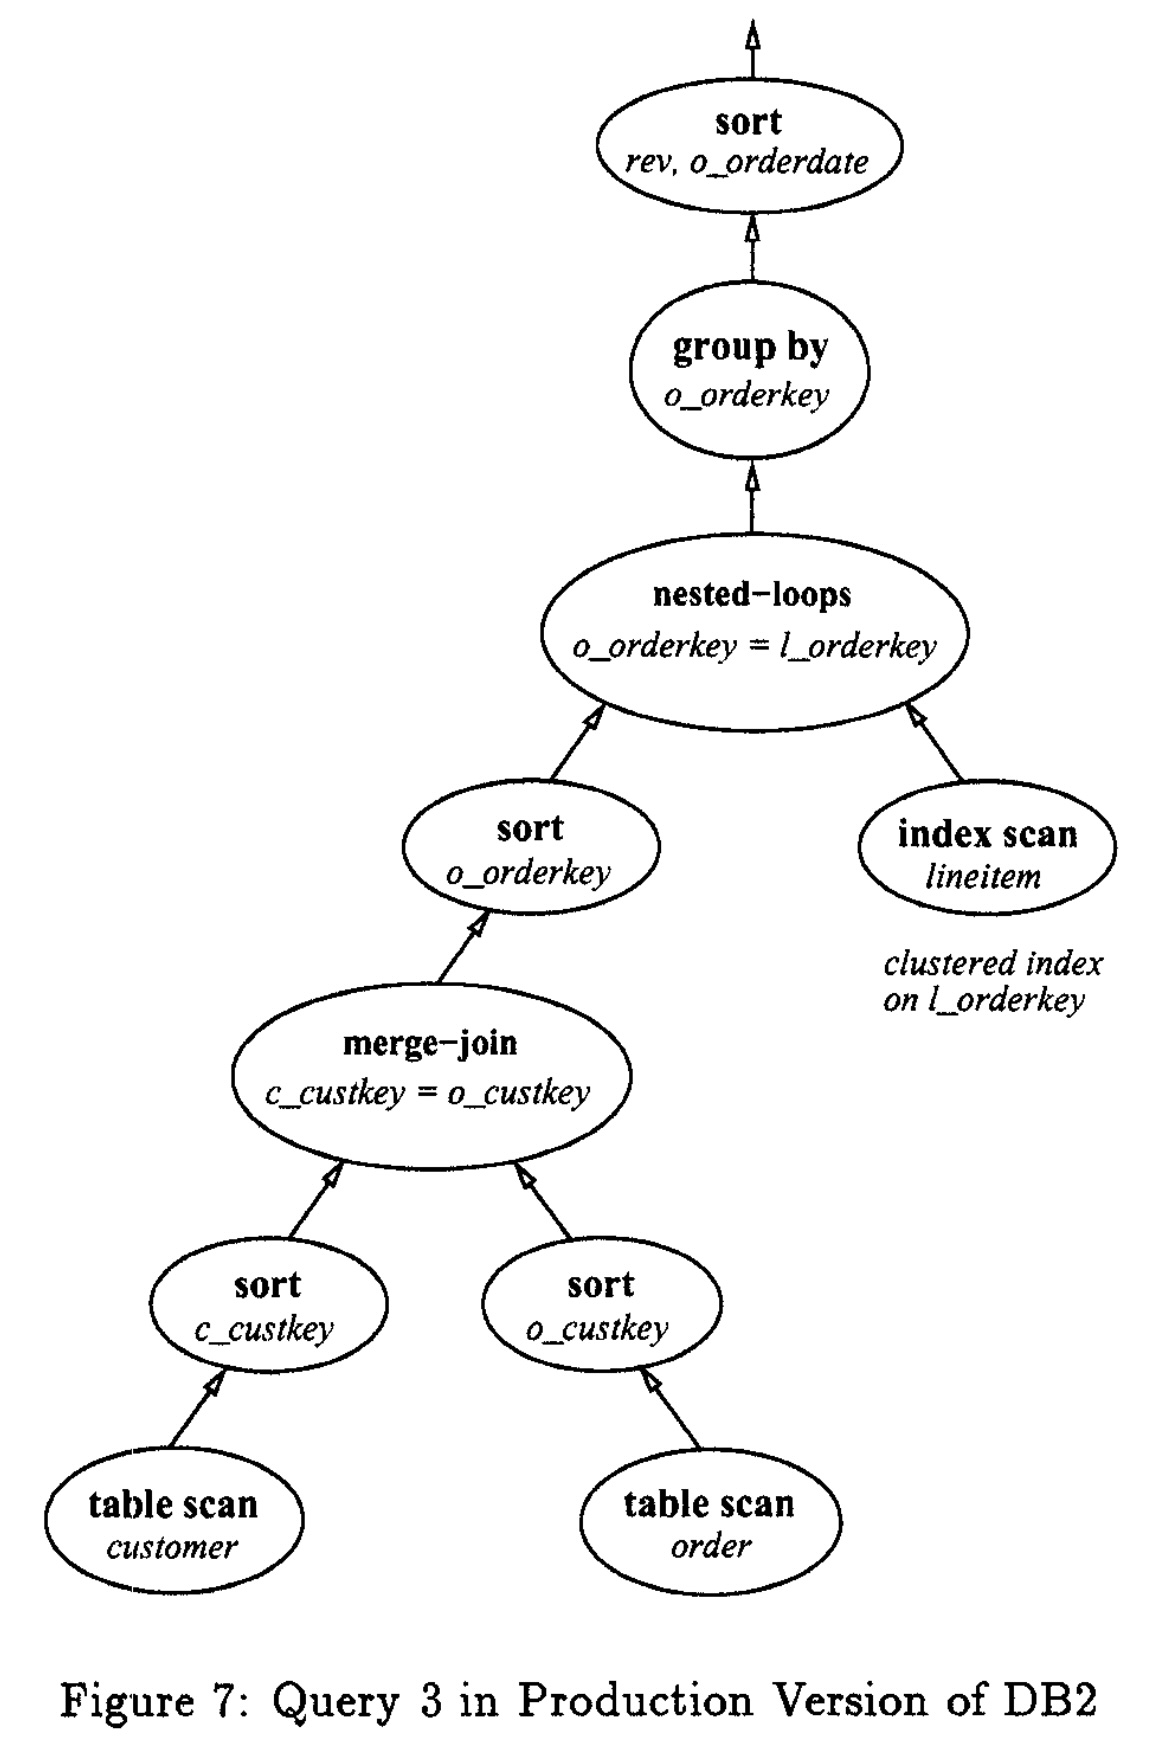 sort
rev, o_orderdate
group by
o_orderkey
nested-loops
o_orderkey = l_orderkey
sort
o_orderkey
index scan
lineitem
clustered index
on l_orderkey
merge-join
c_custkey = o_custkey
sort
c_custkey
sort
o_custkey
table scan
customer
table scan
order
Figure 7: Query 3 in Production Version of DB2